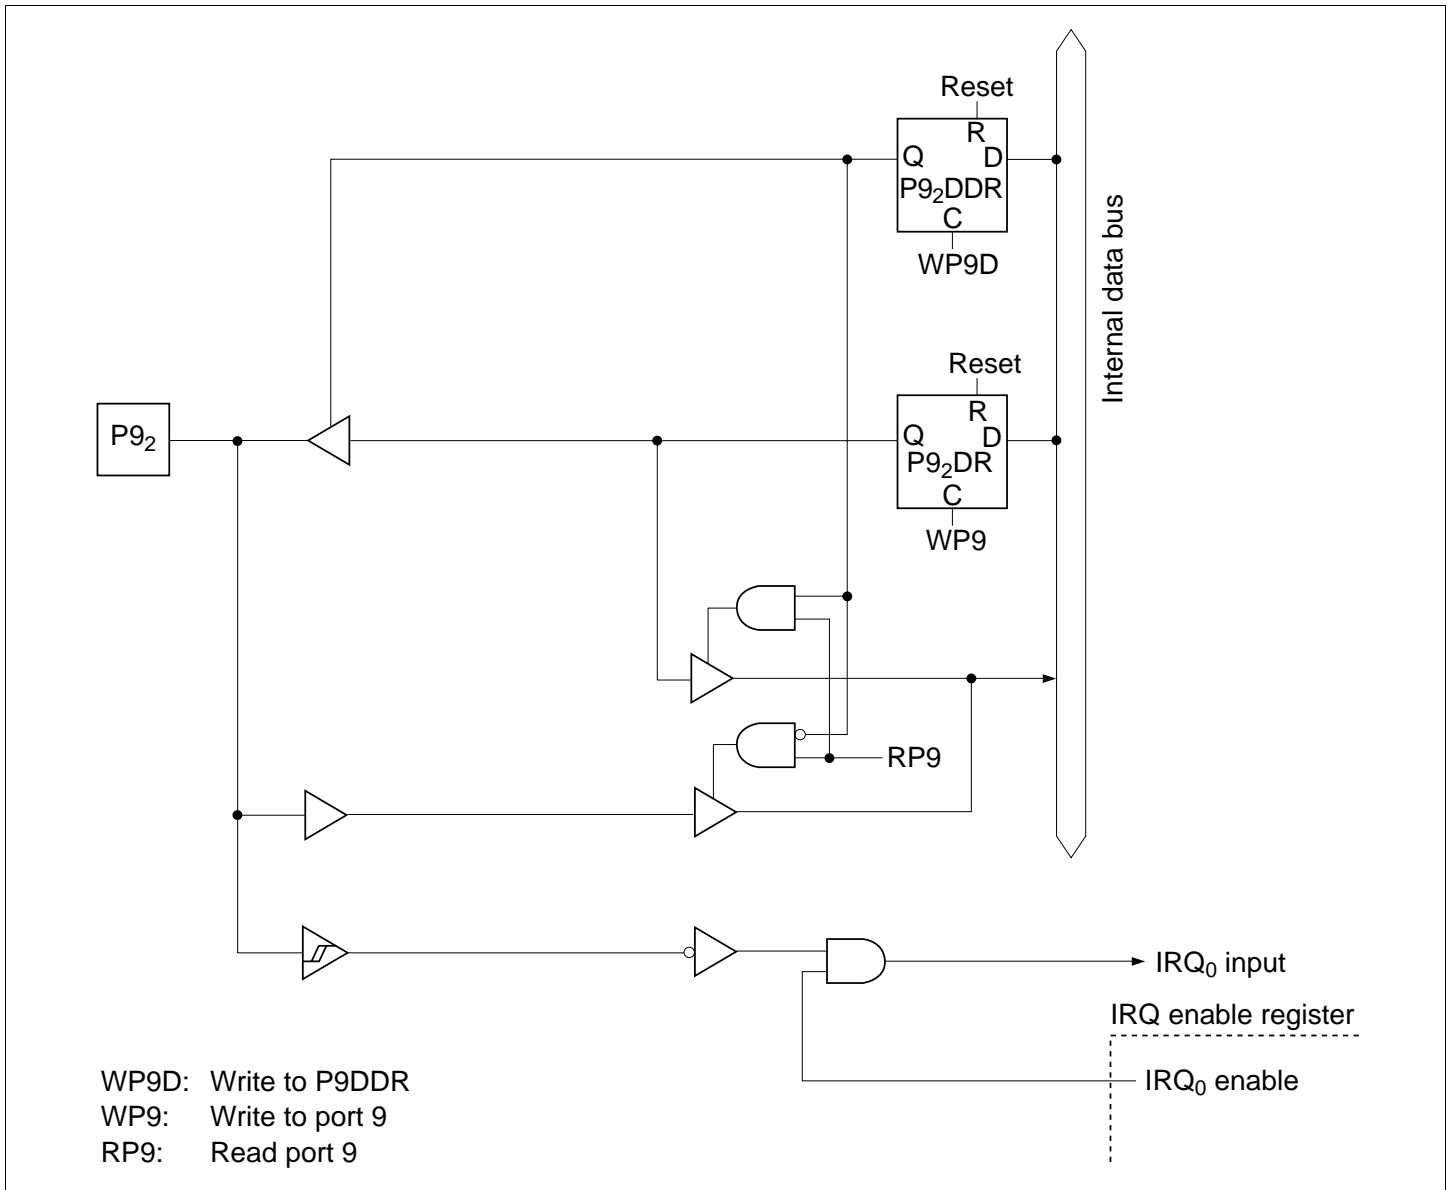 Reset
R
Q D
P9₂DDR
C
WP9D
Internal data bus
Reset
R
Q D
P9₂DR
C
WP9
P9₂
RP9
IRQ₀ input
IRQ enable register
IRQ₀ enable
WP9D: Write to P9DDR
WP9: Write to port 9
RP9: Read port 9